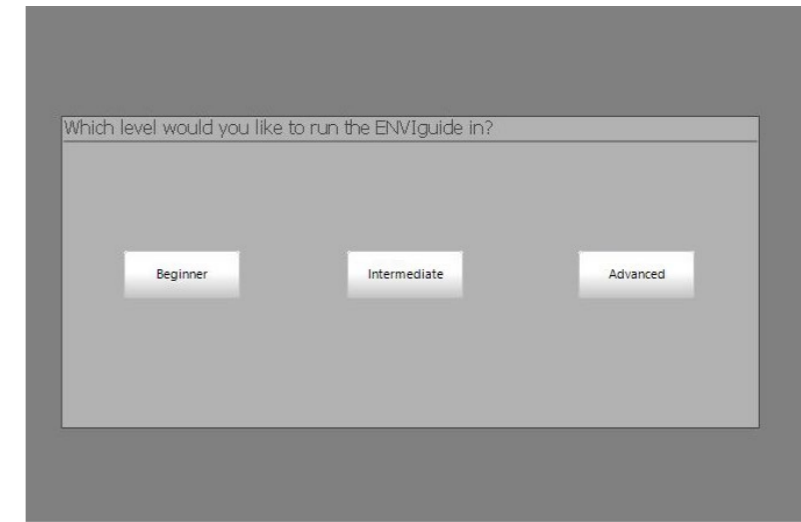 Which level would you like to run the ENVIguide in?
Beginner
Intermediate
Advanced